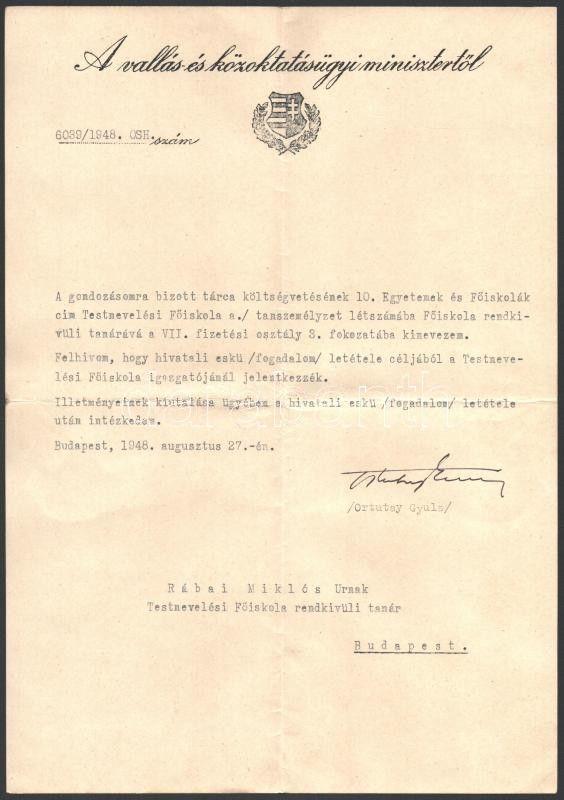 A vallás- és közoktatásügyi minisztertől
6039/1948. OSH. szám
A gondozásomra bizott tárca költségvetésének 10. Egyetemek és Főiskolák
cim Testnevelési Főiskola a./ tanszemélyzet létszámába Főiskola rendki-
vüli tanárává a VII. fizetési osztály 3. fokozatába kinevezem.
Felhivom, hogy hivatali eskü /fogadalom/ letétele céljából a Testneve-
lési Főiskola igazgatójánál jelentkezzék.
Illetményeinek kiutalása ügyében a hivatali eskü /fogadalom/ letétele
után intézkedem.
Budapest, 1948. augusztus 27.-én.
/Ortutay Gyula/
Rábai Miklós Urnak
Testnevelési Főiskola rendkivüli tanár
Budapest.